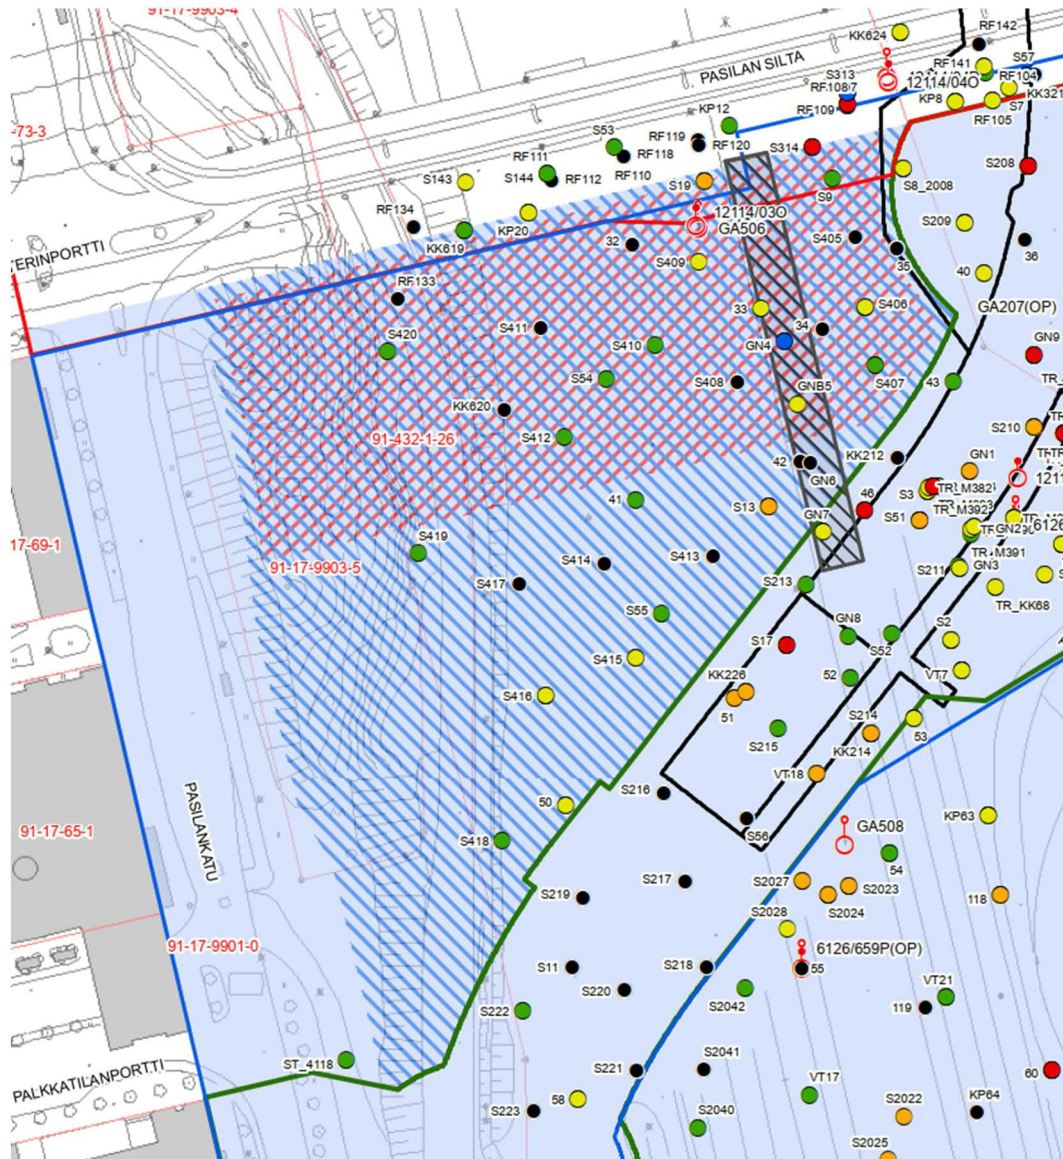 91-17-9903-4
KK624
RF142
S57
PASILAN SILTA
S313
RF141
12114/04O
RF104
KK321
KP8
RF109
S7
RF105
-73-3
KP12
S53
RF119
RF118
RF120
S314
RF111
RF110
S208
S143
S144
RF112
S19
S9
S8_2008
RF134
KP20
12114/03O
GA506
S209
KK619
32
S405
35
36
TERINPORTTI
S409
40
RF133
33
S406
GA207(OP)
S411
34
S420
S410
GN4
GN9
S54
S408
S407
43
KK620
GNB5
S412
91-432-1-26
S210
42
GN6
KK212
GN1
41
S13
46
S3
TR_M382
S51
TR_M392
GN7
GN2
17-69-1
S419
TR_M391
91-17-9903-5
S414
S413
S211
GN3
S417
S213
TR_KK68
S55
GN8
S2
S17
S52
S415
VT7
KK226
52
S416
51
S214
53
S215
KK214
VT18
PASILANKATU
S216
50
KP63
91-17-65-1
S56
GA508
S418
54
S217
S2027
S2023
118
S219
S2024
S2028
91-17-9901-0
6126/659P(OP)
S11
S218
55
S220
VT21
S222
S2042
119
ST_4118
S2041
PALKKATILANPORTTI
S221
60
VT17
58
S223
S2022
KP64
S2040
S2025